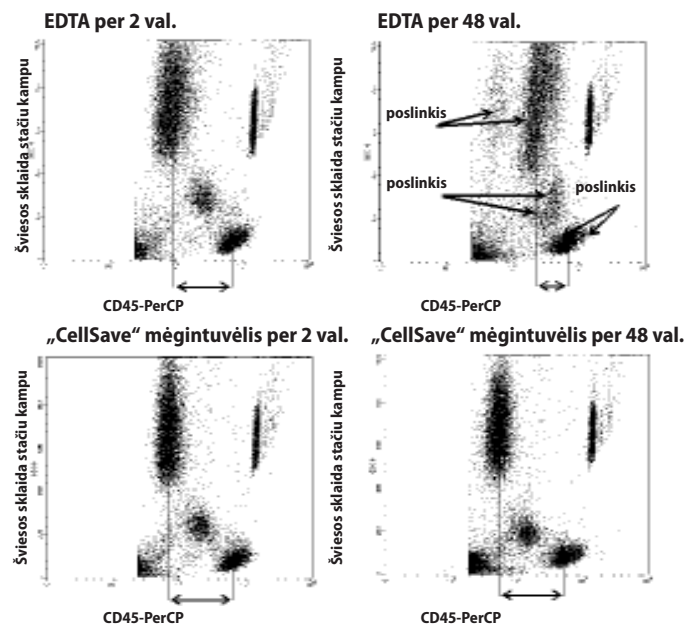 EDTA per 2 val.
EDTA per 48 val.
Šviesos sklaida stačiu kampu
Šviesos sklaida stačiu kampu
poslinkis
poslinkis
poslinkis
CD45-PerCP
CD45-PerCP
„CellSave“ mėgintuvėlis per 2 val.
„CellSave“ mėgintuvėlis per 48 val.
Šviesos sklaida stačiu kampu
Šviesos sklaida stačiu kampu
CD45-PerCP
CD45-PerCP